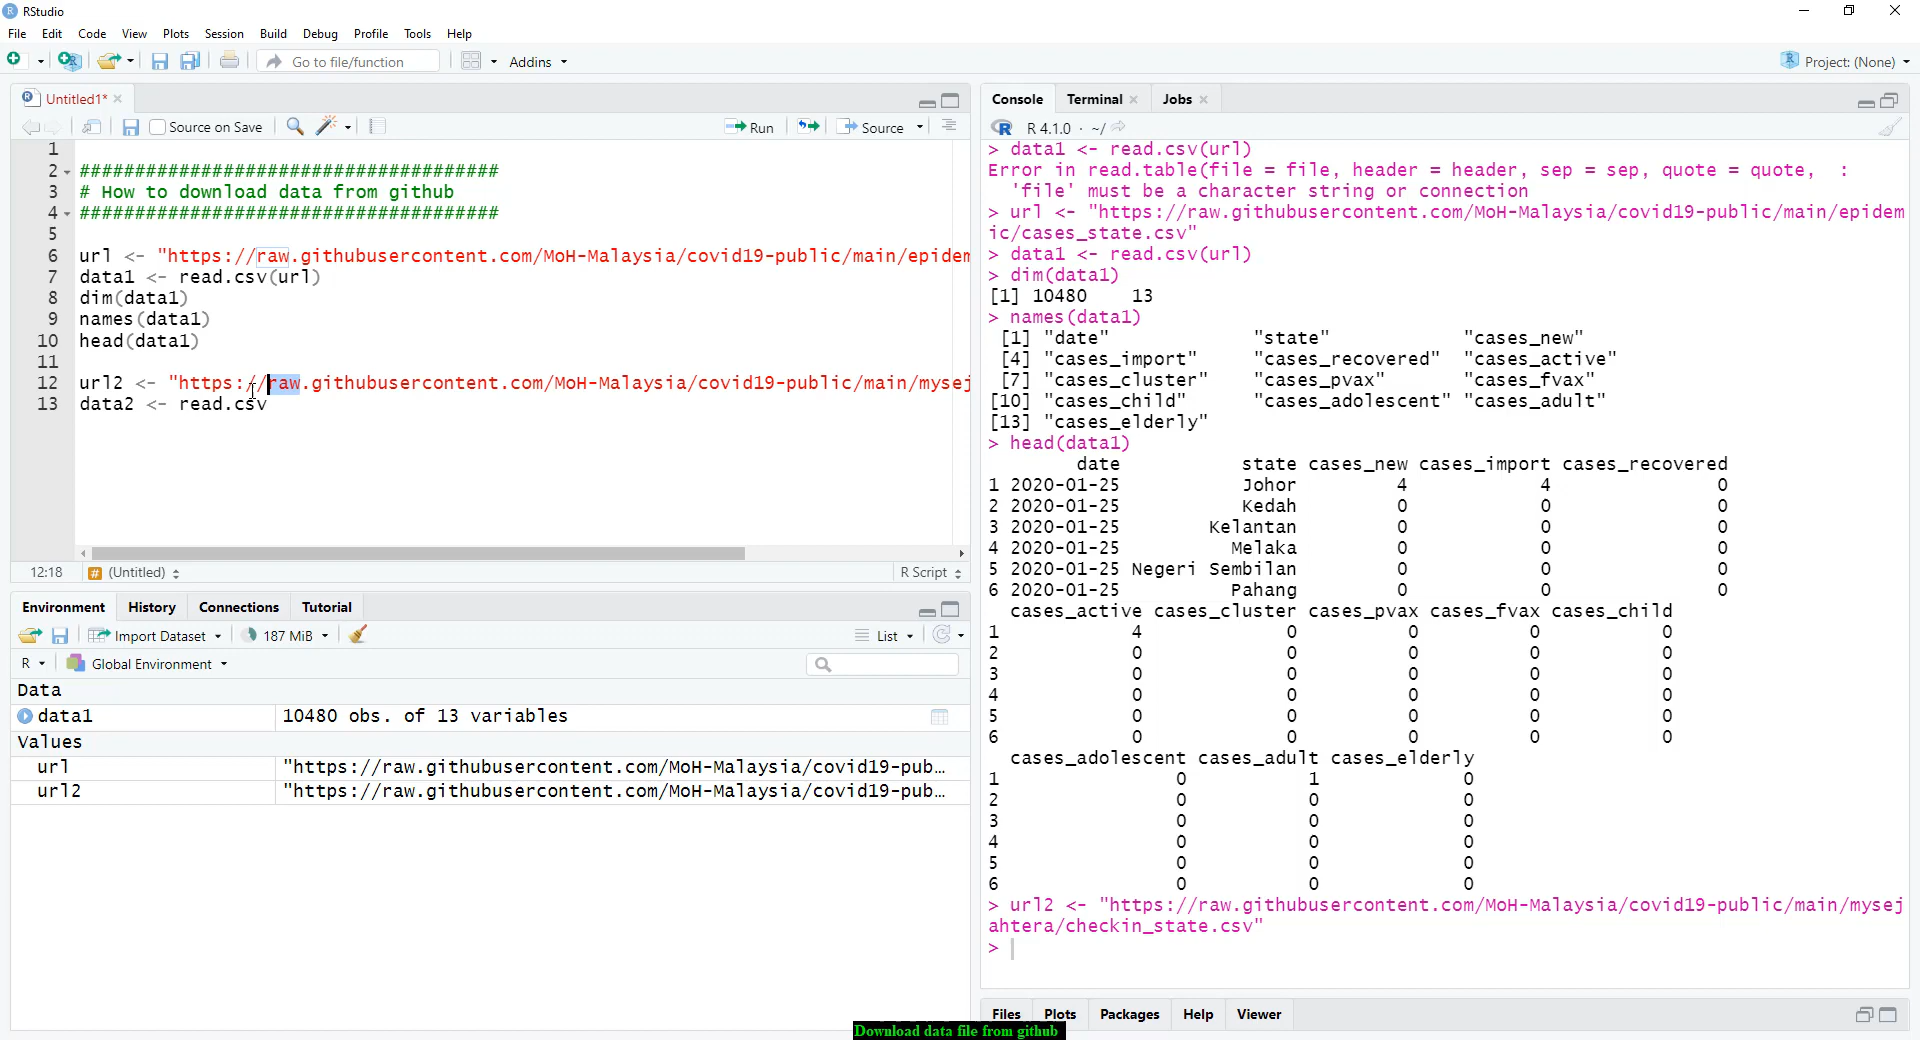 RStudio
File Edit Code View Plots Session Build Debug Profile Tools Help
Go to file/function Addins Project: (None)
Untitled1*
Source on Save Run Source
1
2 ######################################
3 # How to download data from github
4 ######################################
5
6 url <- "https://raw.githubusercontent.com/MoH-Malaysia/covid19-public/main/epidem
7 data1 <- read.csv(url)
8 dim(data1)
9 names(data1)
10 head(data1)
11
12 url2 <- "https://raw.githubusercontent.com/MoH-Malaysia/covid19-public/main/mysej
13 data2 <- read.csv
12:18 # (Untitled) R Script
Environment History Connections Tutorial
Import Dataset 187 MiB List
R Global Environment
Data
data1 10480 obs. of 13 variables
Values
url "https://raw.githubusercontent.com/MoH-Malaysia/covid19-pub…
url2 "https://raw.githubusercontent.com/MoH-Malaysia/covid19-pub…
Console Terminal Jobs
R R 4.1.0 · ~/
> data1 <- read.csv(url)
Error in read.table(file = file, header = header, sep = sep, quote = quote, :
'file' must be a character string or connection
> url <- "https://raw.githubusercontent.com/MoH-Malaysia/covid19-public/main/epidem
ic/cases_state.csv"
> data1 <- read.csv(url)
> dim(data1)
[1] 10480 13
> names(data1)
[1] "date" "state" "cases_new"
[4] "cases_import" "cases_recovered" "cases_active"
[7] "cases_cluster" "cases_pvax" "cases_fvax"
[10] "cases_child" "cases_adolescent" "cases_adult"
[13] "cases_elderly"
> head(data1)
date state cases_new cases_import cases_recovered
1 2020-01-25 Johor 4 4 0
2 2020-01-25 Kedah 0 0 0
3 2020-01-25 Kelantan 0 0 0
4 2020-01-25 Melaka 0 0 0
5 2020-01-25 Negeri Sembilan 0 0 0
6 2020-01-25 Pahang 0 0 0
cases_active cases_cluster cases_pvax cases_fvax cases_child
1 4 0 0 0 0
2 0 0 0 0 0
3 0 0 0 0 0
4 0 0 0 0 0
5 0 0 0 0 0
6 0 0 0 0 0
cases_adolescent cases_adult cases_elderly
1 0 1 0
2 0 0 0
3 0 0 0
4 0 0 0
5 0 0 0
6 0 0 0
> url2 <- "https://raw.githubusercontent.com/MoH-Malaysia/covid19-public/main/mysej
ahtera/checkin_state.csv"
>
Files Plots Packages Help Viewer
Download data file from github